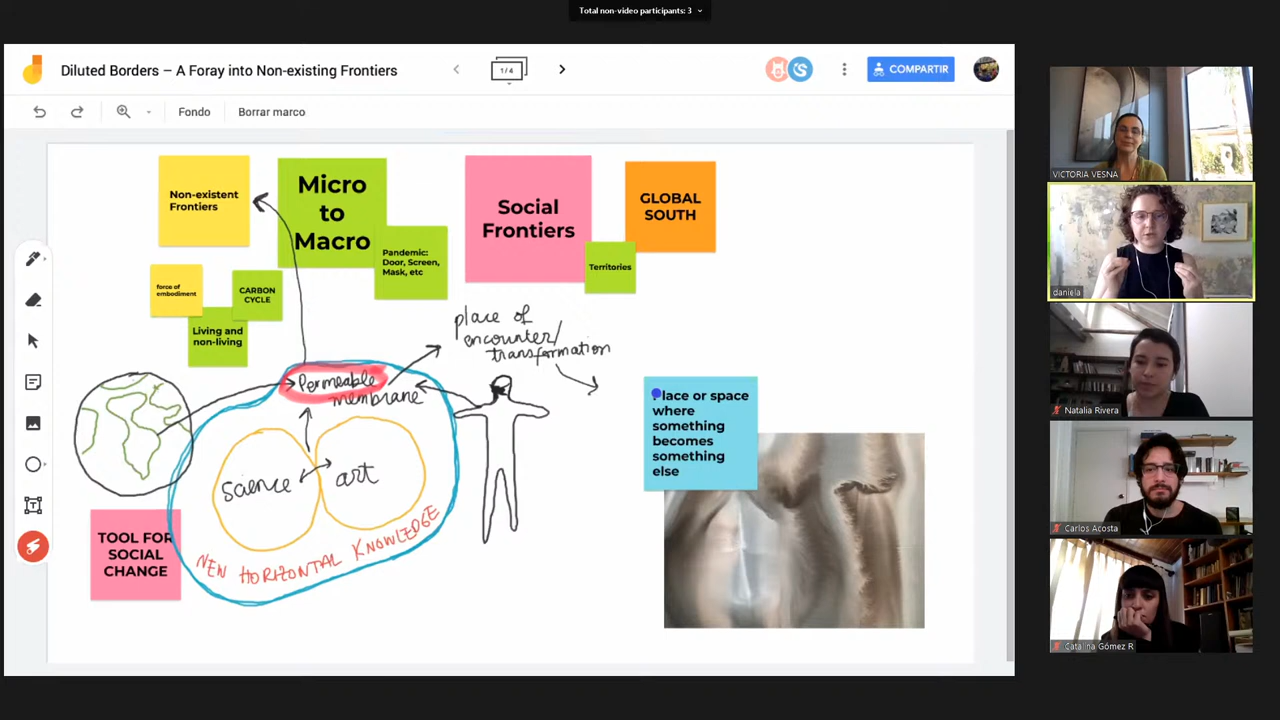 Total non-video participants: 3
Diluted Borders – A Foray into Non-existing Frontiers
1/4
COMPARTIR
Fondo
Borrar marco
Non-existent
Frontiers
Micro
to
Macro
Social
Frontiers
GLOBAL
SOUTH
Pandemic:
Door, Screen,
Mask, etc
Territories
force of
embodiment
CARBON
CYCLE
Living and
non-living
place of
encounter/
transformation
Permeable
membrane
Place or space
where
something
becomes
something
else
science
art
NEW HORIZONTAL KNOWLEDGE
TOOL FOR
SOCIAL
CHANGE
VICTORIA VESNA
daniela
Natalia Rivera
Carlos Acosta
Catalina Gómez R